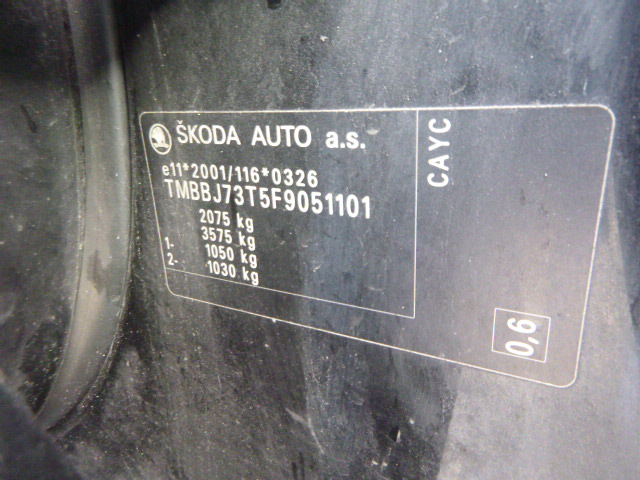 ŠKODA AUTO a.s.
e11*2001/116*0326
TMBBJ73T5F9051101
2075 kg
3575 kg
1- 1050 kg
2- 1030 kg
CAYC
0,6